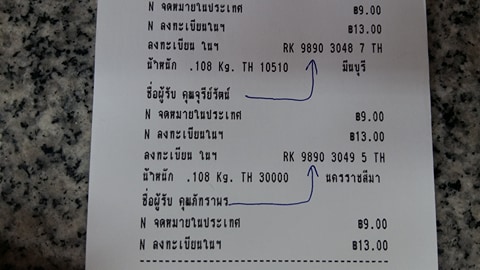 N จดหมายในประเทศ ฿9.00
N ลงทะเบียนในฯ ฿13.00
ลงทะเบียน ในฯ RK 9890 3048 7 TH
น้ำหนัก .108 Kg. TH 10510 มีนบุรี
ชื่อผู้รับ คุณจุรีย์รัตน์
N จดหมายในประเทศ ฿9.00
N ลงทะเบียนในฯ ฿13.00
ลงทะเบียน ในฯ RK 9890 3049 5 TH
น้ำหนัก .108 Kg. TH 30000 นครราชสีมา
ชื่อผู้รับ คุณภัทราพร
N จดหมายในประเทศ ฿9.00
N ลงทะเบียนในฯ ฿13.00